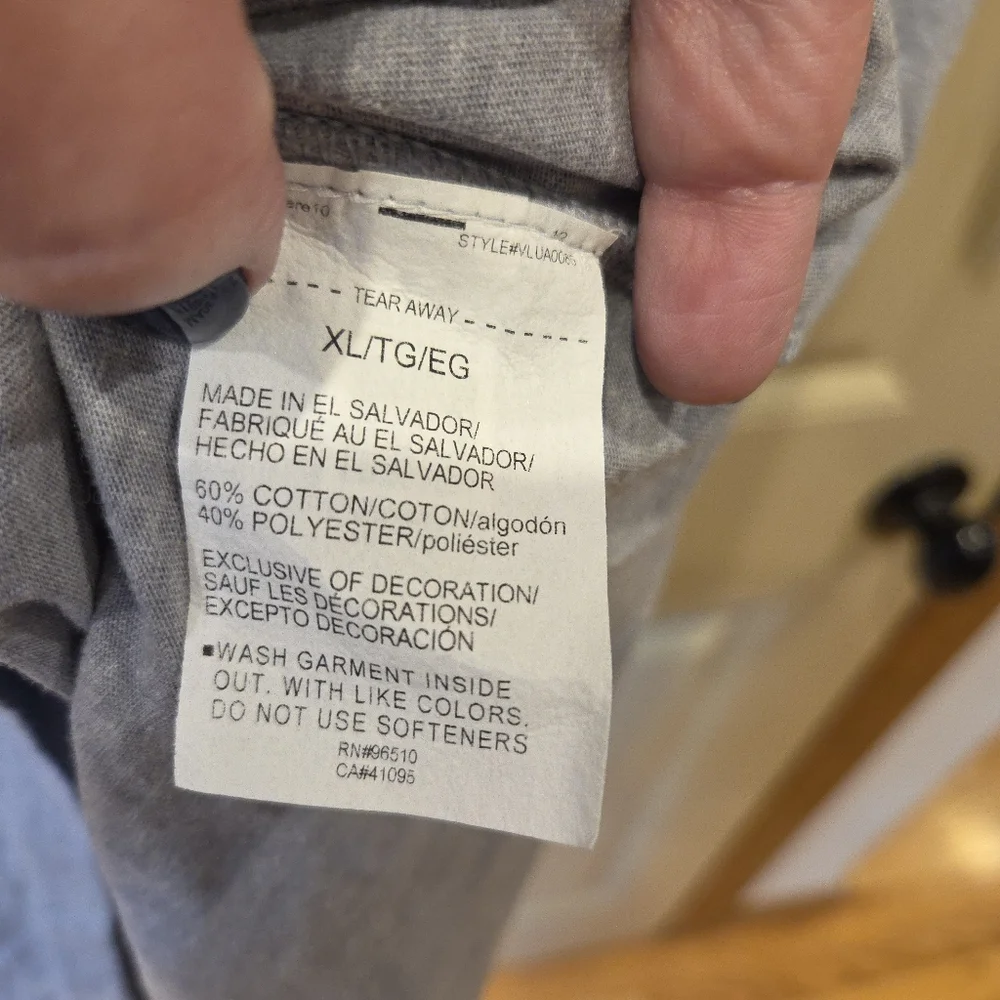 STYLE#VLUA0085
TEAR AWAY
XL/TG/EG
MADE IN EL SALVADOR/
FABRIQUÉ AU EL SALVADOR/
HECHO EN EL SALVADOR
60% COTTON/COTON/algodón
40% POLYESTER/poliéster
EXCLUSIVE OF DECORATION/
SAUF LES DÉCORATIONS/
EXCEPTO DECORACIÓN
▪WASH GARMENT INSIDE
OUT. WITH LIKE COLORS.
DO NOT USE SOFTENERS
RN#96510
CA#41095